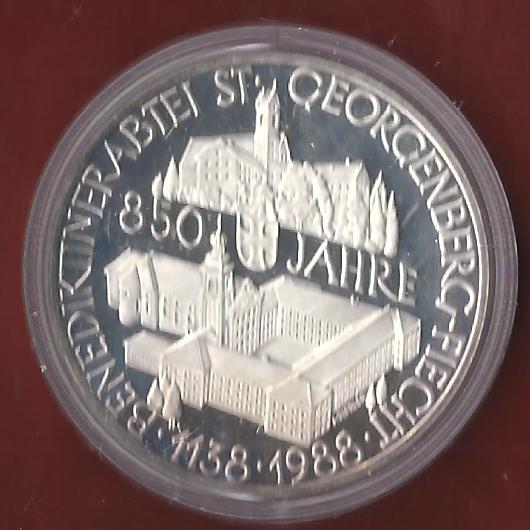 BENEDIKTINERABTEI ST. GEORGENBERG-FIECHT
850
JAHRE
· 1138 · 1988 ·